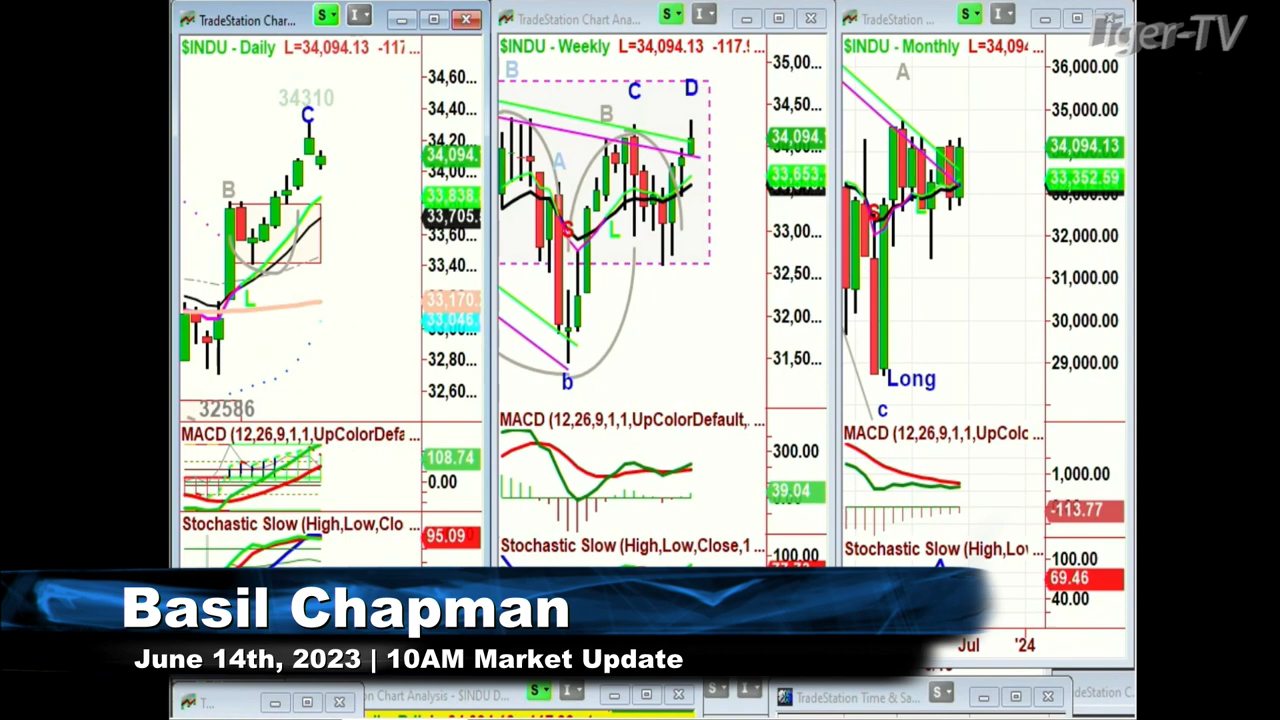 TradeStation Char...
S
I
TradeStation Chart Ana...
S
I
TradeStation ...
S
I
Tiger-TV
$INDU - Daily L=34,094.13 -117
$INDU - Weekly L=34,094.13 -117.
$INDU - Monthly L=34,09
34310
C
B
L
32586
34,60...
34,40...
34,20...
34,094.
34,00...
33,838.
33,705.
33,60...
33,40...
33,170.
33,046.
32,80...
32,60...
B
A
B
C
D
S
L
b
35,00...
34,50...
34,094.
33,653.
33,00...
32,50...
32,00...
31,50...
A
S
L
Long
c
36,000.00
35,000.00
34,094.13
33,352.59
32,000.00
31,000.00
30,000.00
29,000.00
MACD (12,26,9,1,1,UpColorDefa ...
108.74
0.00
MACD (12,26,9,1,1,UpColorDefault, ...
300.00
39.04
MACD (12,26,9,1,1,UpColc ...
1,000.00
-113.77
Stochastic Slow (High,Low,Clo ...
95.09
Stochastic Slow (High,Low,Close,1 ...
100.00
Stochastic Slow (High,Lo ...
100.00
69.46
40.00
Jul '24
Basil Chapman
June 14th, 2023 | 10AM Market Update
T...
n Chart Analysis - $INDU D...
S
I
S
I
TradeStation Time & Sa...
S
deStation C.